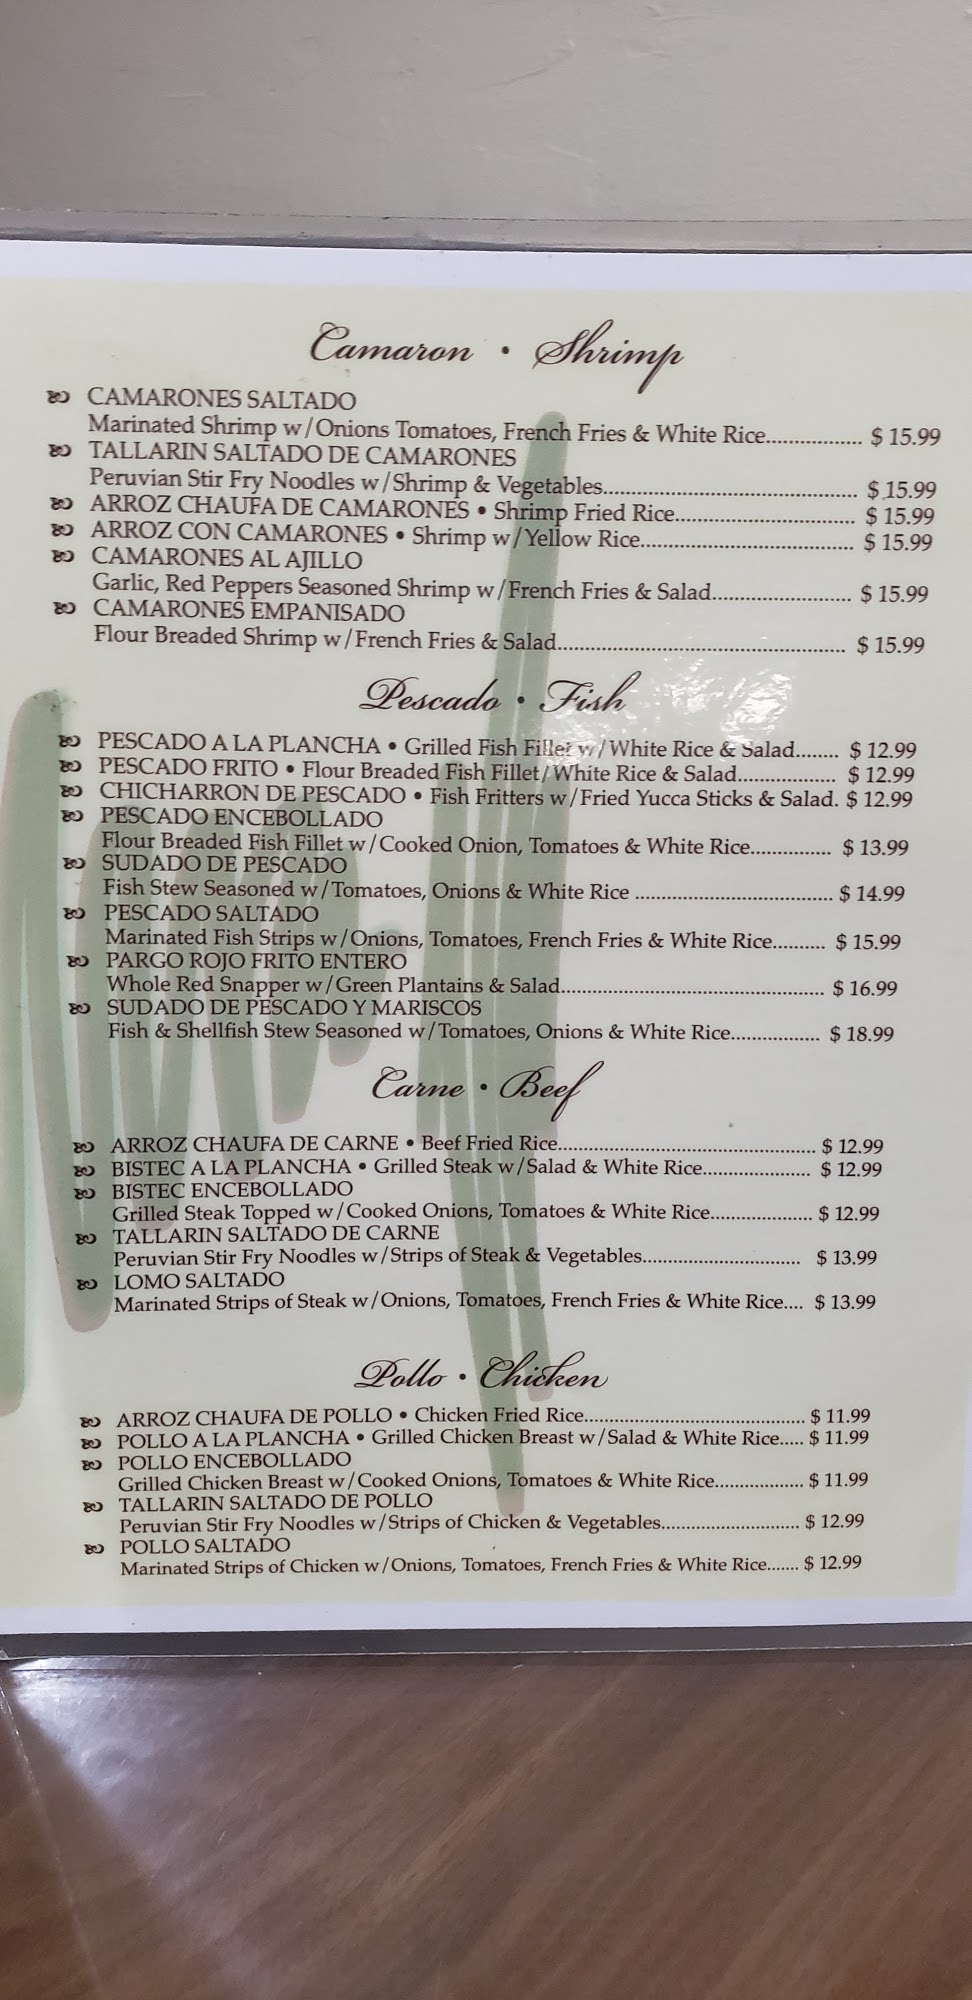 Camaron • Shrimp
CAMARONES SALTADO
Marinated Shrimp w/Onions Tomatoes, French Fries & White Rice................. $ 15.99
TALLARIN SALTADO DE CAMARONES
Peruvian Stir Fry Noodles w/Shrimp & Vegetables............................................. $ 15.99
ARROZ CHAUFA DE CAMARONES • Shrimp Fried Rice................................ $ 15.99
ARROZ CON CAMARONES • Shrimp w/Yellow Rice...................................... $ 15.99
CAMARONES AL AJILLO
Garlic, Red Peppers Seasoned Shrimp w/French Fries & Salad......................... $ 15.99
CAMARONES EMPANISADO
Flour Breaded Shrimp w/French Fries & Salad.................................................... $ 15.99
Pescado • Fish
PESCADO A LA PLANCHA • Grilled Fish Fillet w/White Rice & Salad........ $ 12.99
PESCADO FRITO • Flour Breaded Fish Fillet/White Rice & Salad.................. $ 12.99
CHICHARRON DE PESCADO • Fish Fritters w/Fried Yucca Sticks & Salad. $ 12.99
PESCADO ENCEBOLLADO
Flour Breaded Fish Fillet w/Cooked Onion, Tomatoes & White Rice............... $ 13.99
SUDADO DE PESCADO
Fish Stew Seasoned w/Tomatoes, Onions & White Rice ..................................... $ 14.99
PESCADO SALTADO
Marinated Fish Strips w/Onions, Tomatoes, French Fries & White Rice.......... $ 15.99
PARGO ROJO FRITO ENTERO
Whole Red Snapper w/Green Plantains & Salad.................................................. $ 16.99
SUDADO DE PESCADO Y MARISCOS
Fish & Shellfish Stew Seasoned w/Tomatoes, Onions & White Rice................. $ 18.99
Carne • Beef
ARROZ CHAUFA DE CARNE • Beef Fried Rice.................................................. $ 12.99
BISTEC A LA PLANCHA • Grilled Steak w/Salad & White Rice..................... $ 12.99
BISTEC ENCEBOLLADO
Grilled Steak Topped w/Cooked Onions, Tomatoes & White Rice.................... $ 12.99
TALLARIN SALTADO DE CARNE
Peruvian Stir Fry Noodles w/Strips of Steak & Vegetables............................... $ 13.99
LOMO SALTADO
Marinated Strips of Steak w/Onions, Tomatoes, French Fries & White Rice.... $ 13.99
Pollo • Chicken
ARROZ CHAUFA DE POLLO • Chicken Fried Rice............................................ $ 11.99
POLLO A LA PLANCHA • Grilled Chicken Breast w/Salad & White Rice..... $ 11.99
POLLO ENCEBOLLADO
Grilled Chicken Breast w/Cooked Onions, Tomatoes & White Rice.................. $ 11.99
TALLARIN SALTADO DE POLLO
Peruvian Stir Fry Noodles w/Strips of Chicken & Vegetables............................ $ 12.99
POLLO SALTADO
Marinated Strips of Chicken w/Onions, Tomatoes, French Fries & White Rice....... $ 12.99